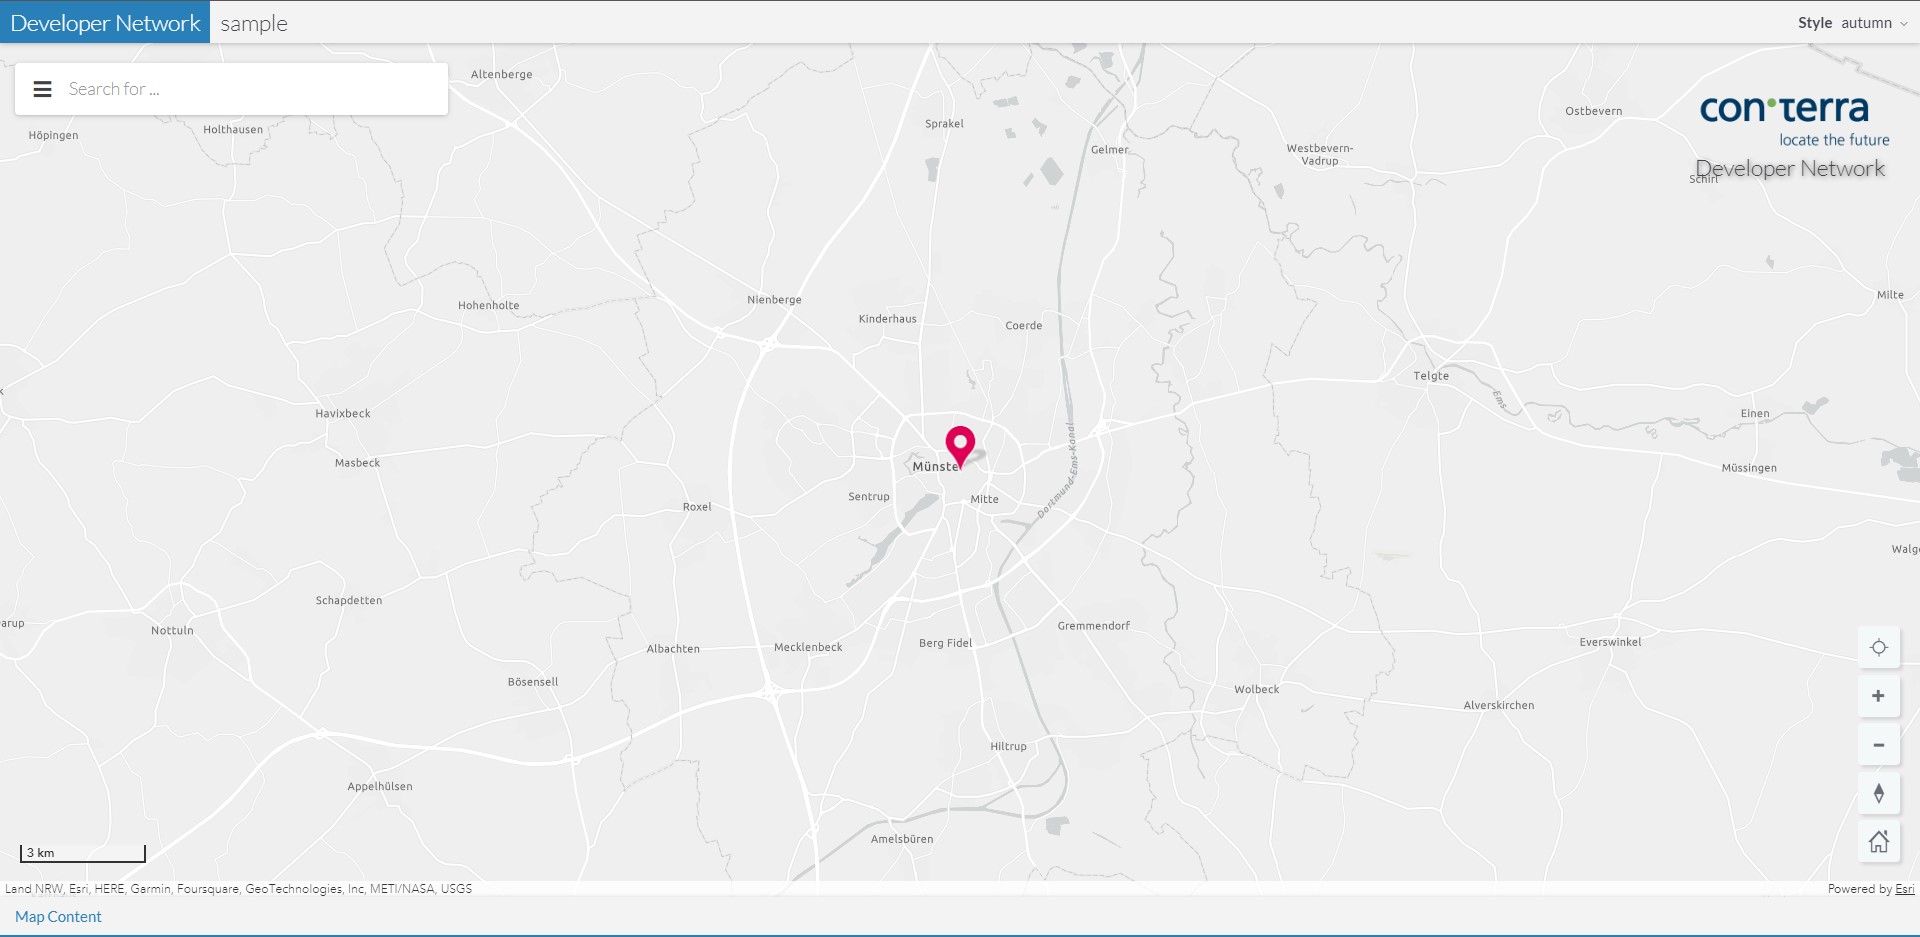 Developer Network
sample
Style autumn
Search for ...
Altenberge
Höpingen
Holthausen
Sprakel
Gelmer
Westbevern-
Vadrup
Ostbevern
con terra
locate the future
Developer Network
Schirl
Milte
Hohenholte
Nienberge
Kinderhaus
Coerde
Telgte
Ems
Havixbeck
Einen
Masbeck
Münste
Dortmund-Ems-Kanal
Müssingen
Sentrup
Mitte
Roxel
Walge
Schapdetten
arup
Nottuln
Albachten
Mecklenbeck
Berg Fidel
Gremmendorf
Everswinkel
Bösensell
Wolbeck
Alverskirchen
Hiltrup
Appelhülsen
Amelsbüren
3 km
Land NRW, Esri, HERE, Garmin, Foursquare, GeoTechnologies, Inc, METI/NASA, USGS
Powered by Esri
Map Content